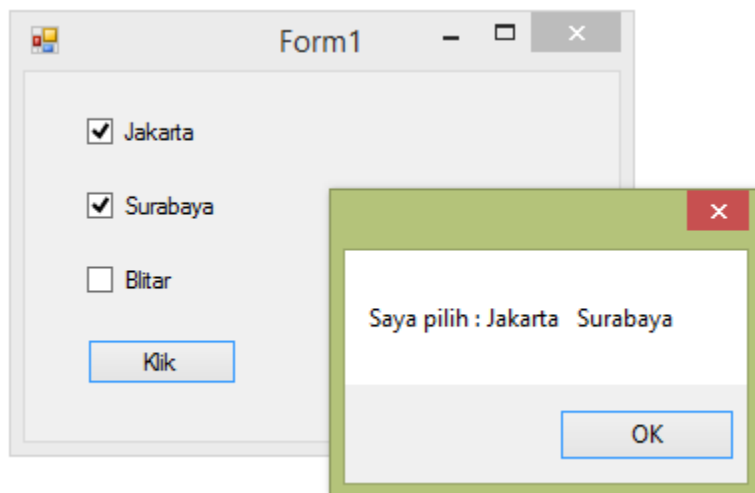 Form1
Jakarta
Surabaya
Blitar
Klik
Saya pilih : Jakarta   Surabaya
OK